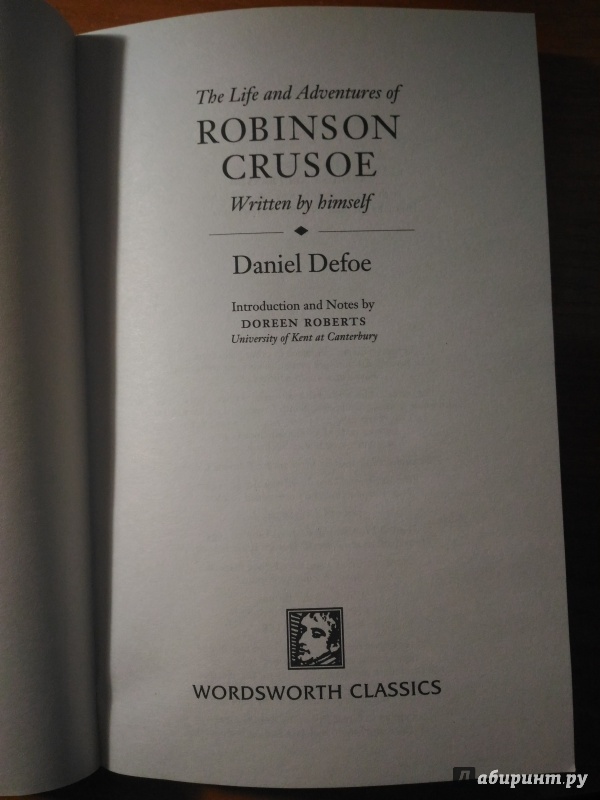 The Life and Adventures of
ROBINSON
CRUSOE
Written by himself
Daniel Defoe
Introduction and Notes by
DOREEN ROBERTS
University of Kent at Canterbury
WORDSWORTH CLASSICS
абиринт.ру